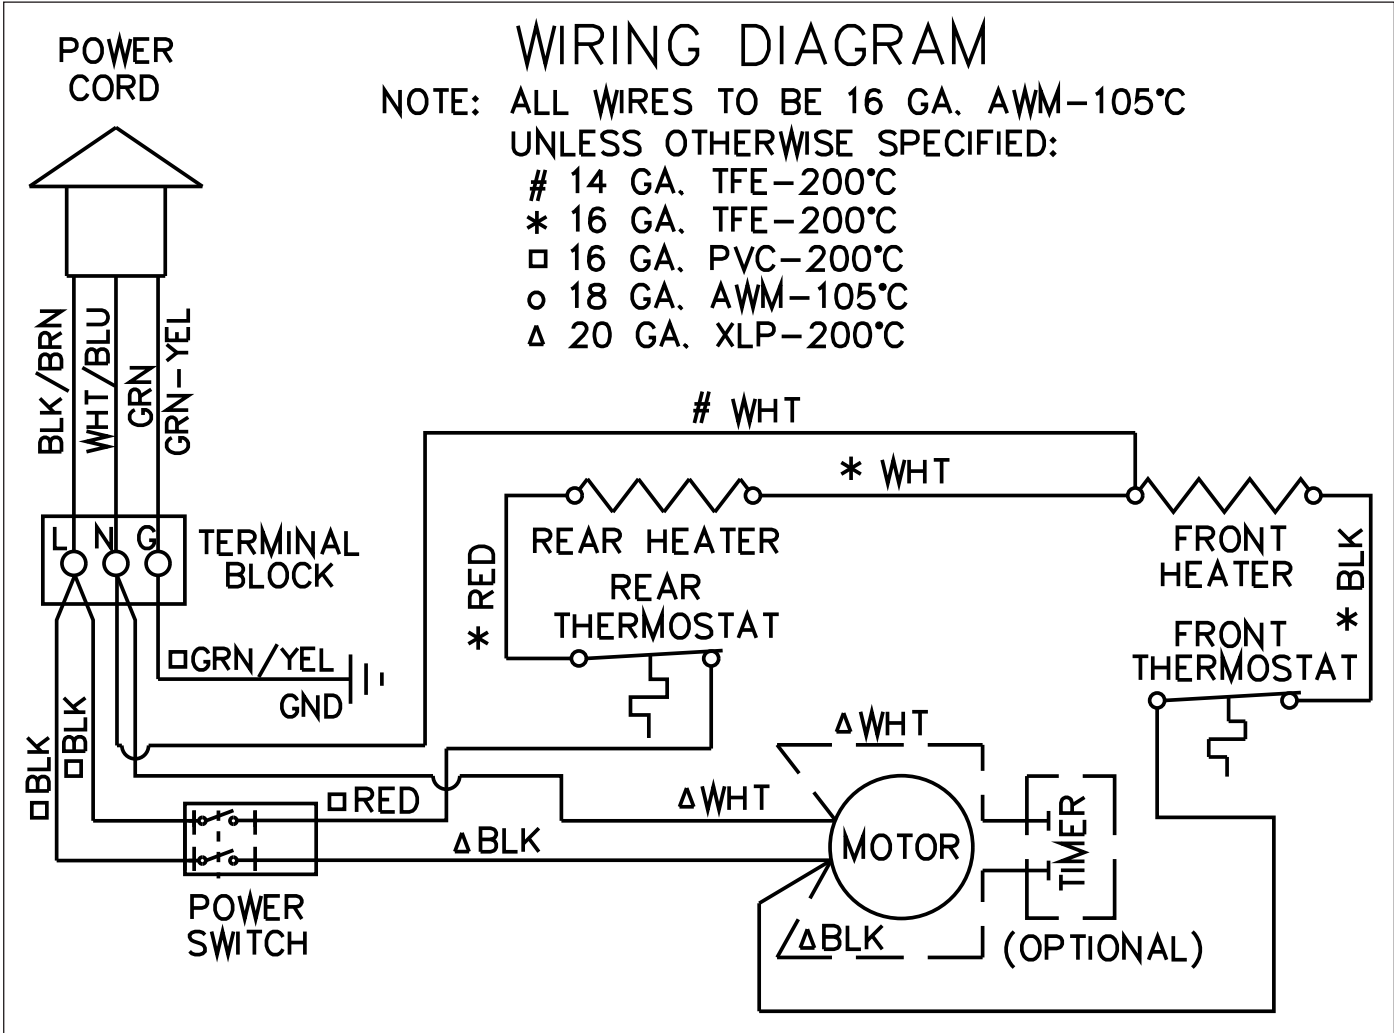 WIRING DIAGRAM
NOTE: ALL WIRES TO BE 16 GA. AWM-105°C
UNLESS OTHERWISE SPECIFIED:
# 14 GA. TFE-200°C
* 16 GA. TFE-200°C
□ 16 GA. PVC-200°C
○ 18 GA. AWM-105°C
Δ 20 GA. XLP-200°C
POWER
CORD
BLK/BRN
WHT/BLU
GRN
GRN-YEL
L N G
TERMINAL
BLOCK
□GRN/YEL
GND
□BLK
□BLK
# WHT
* WHT
REAR HEATER
* RED
REAR
THERMOSTAT
FRONT
HEATER
* BLK
FRONT
THERMOSTAT
□RED
ΔWHT
ΔWHT
ΔBLK
MOTOR
TIMER
ΔBLK
(OPTIONAL)
POWER
SWITCH